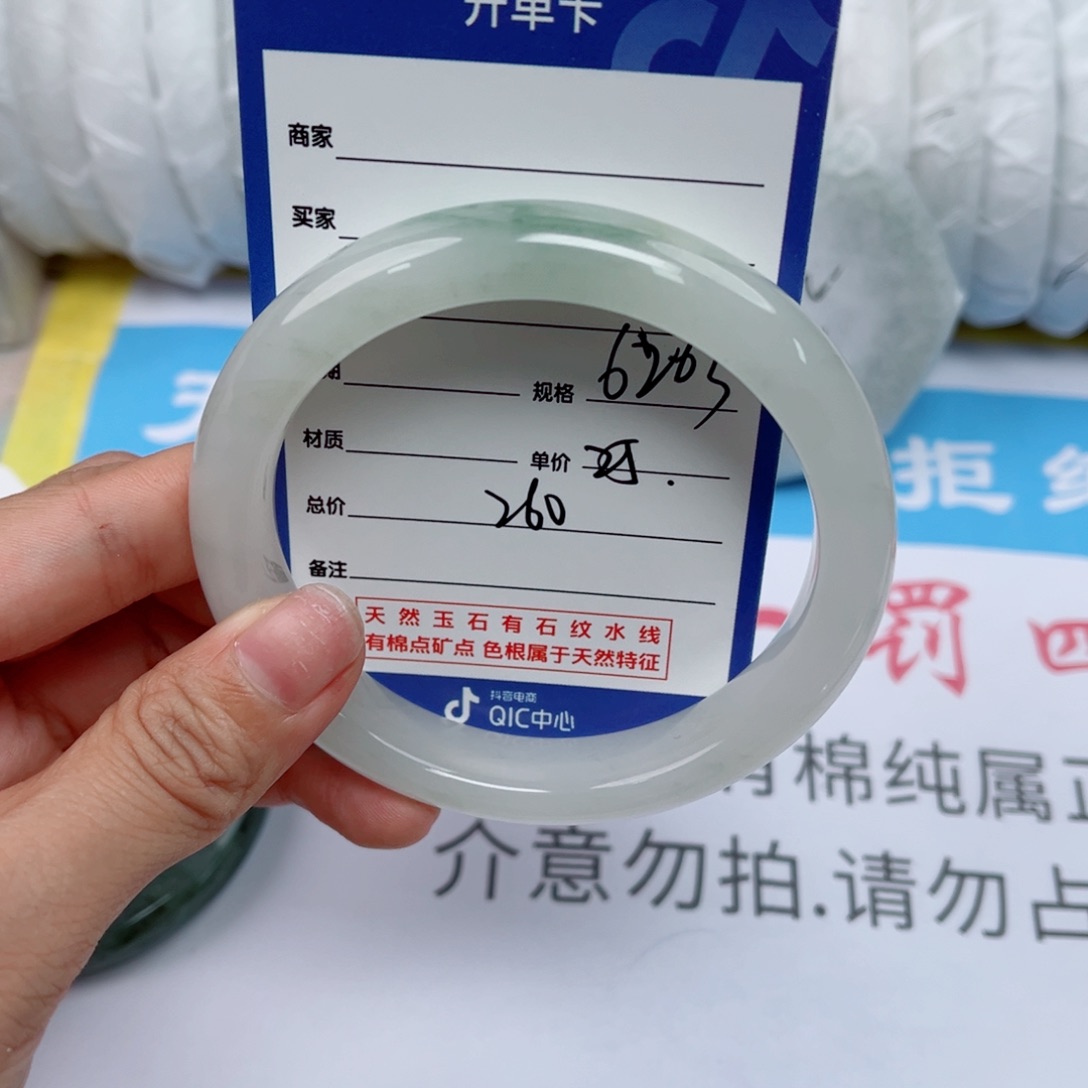 开单卡
商家
买家
期
规格
材质
单价
总价 260
备注
天然玉石有石纹水线
有棉点矿点 色根属于天然特征
抖音电商
QIC中心
拒
罚 四
棉纯属正
介意勿拍.请勿占